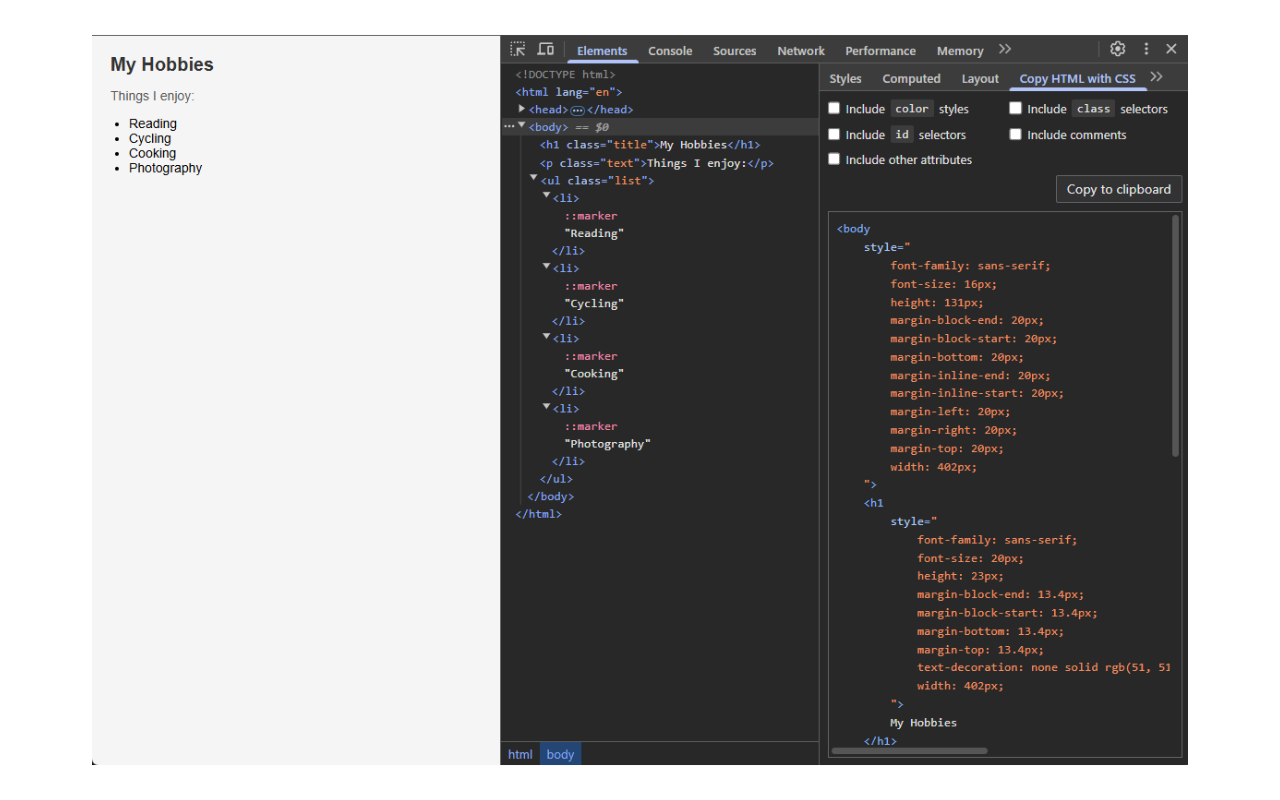 My Hobbies
Things I enjoy:
• Reading
• Cycling
• Cooking
• Photography
Elements Console Sources Network Performance Memory
<!DOCTYPE html>
<html lang="en">
<head> ⋯ </head>
<body> == $0
<h1 class="title">My Hobbies</h1>
<p class="text">Things I enjoy:</p>
<ul class="list">
<li>
::marker
"Reading"
</li>
<li>
::marker
"Cycling"
</li>
<li>
::marker
"Cooking"
</li>
<li>
::marker
"Photography"
</li>
</ul>
</body>
</html>
html body
Styles Computed Layout Copy HTML with CSS
Include color styles
Include class selectors
Include id selectors
Include comments
Include other attributes
Copy to clipboard
<body
style="
font-family: sans-serif;
font-size: 16px;
height: 131px;
margin-block-end: 20px;
margin-block-start: 20px;
margin-bottom: 20px;
margin-inline-end: 20px;
margin-inline-start: 20px;
margin-left: 20px;
margin-right: 20px;
margin-top: 20px;
width: 402px;
">
<h1
style="
font-family: sans-serif;
font-size: 20px;
height: 23px;
margin-block-end: 13.4px;
margin-block-start: 13.4px;
margin-bottom: 13.4px;
margin-top: 13.4px;
text-decoration: none solid rgb(51, 51
width: 402px;
">
My Hobbies
</h1>